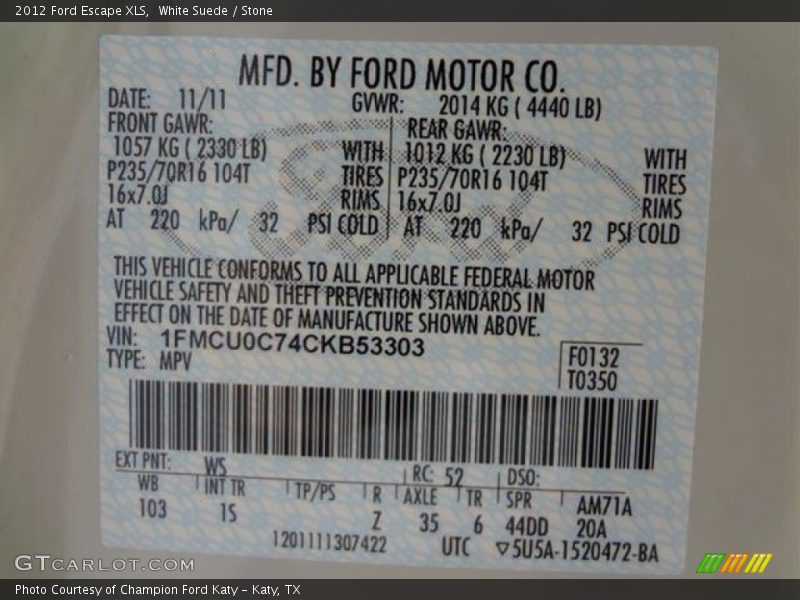 2012 Ford Escape XLS, White Suede / Stone
MFD. BY FORD MOTOR CO.
DATE: 11/11 GVWR: 2014 KG ( 4440 LB)
FRONT GAWR: REAR GAWR:
1057 KG ( 2330 LB) WITH 1012 KG ( 2230 LB) WITH
P235/70R16 104T TIRES P235/70R16 104T TIRES
16x7.0J RIMS 16x7.0J RIMS
AT 220 kPa/ 32 PSI COLD AT 220 kPa/ 32 PSI COLD
THIS VEHICLE CONFORMS TO ALL APPLICABLE FEDERAL MOTOR
VEHICLE SAFETY AND THEFT PREVENTION STANDARDS IN
EFFECT ON THE DATE OF MANUFACTURE SHOWN ABOVE.
VIN: 1FMCU0C74CKB53303
TYPE: MPV
F0132
T0350
EXT PNT: WS RC: 52 DSO:
WB INT TR TP/PS R AXLE TR SPR AM71A
103 1S Z 35 6 44DD 20A
1201111307422 UTC ▽5U5A-1520472-BA
GTCARLOT.COM
Photo Courtesy of Champion Ford Katy - Katy, TX